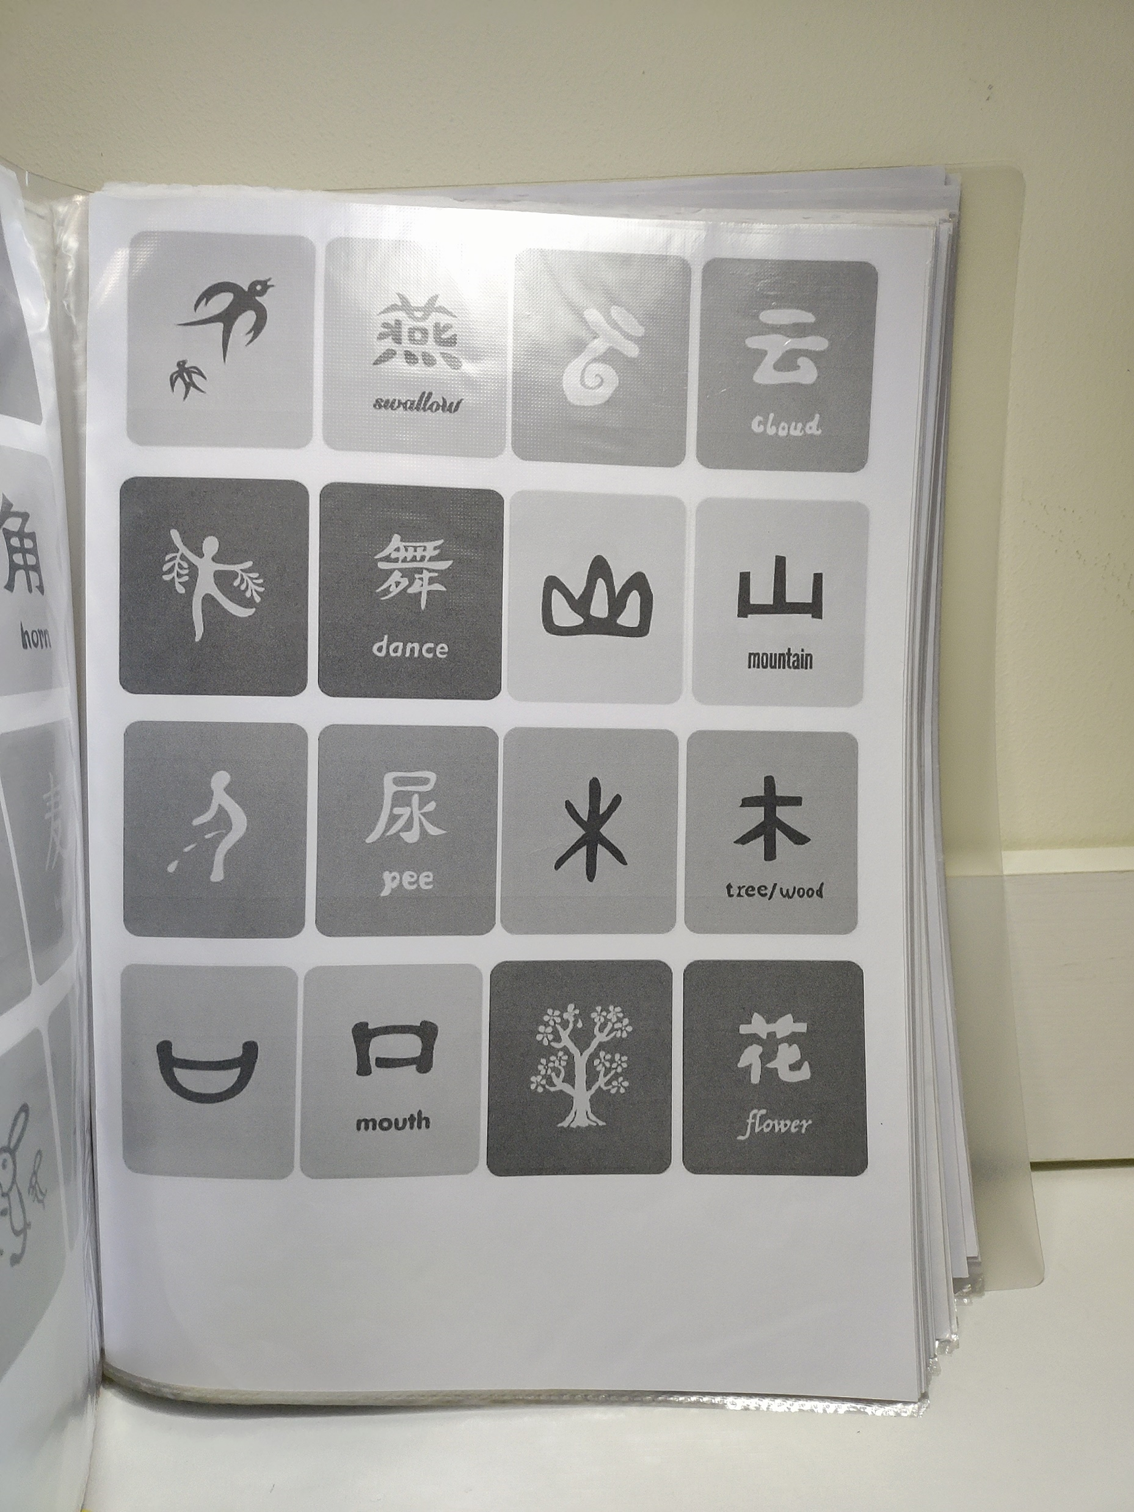 角
horn
燕
swallow
云
cloud
舞
dance
山
mountain
尿
pee
木
tree/wood
口
mouth
花
flower